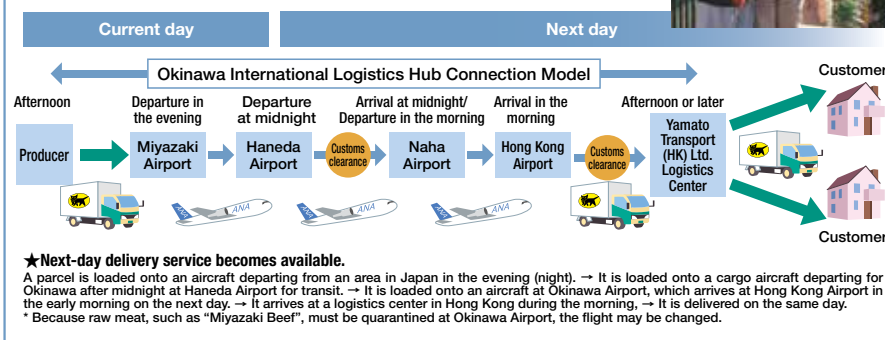 Current day
Next day
Okinawa International Logistics Hub Connection Model
Afternoon
Departure in
the evening
Departure
at midnight
Arrival at midnight/
Departure in the morning
Arrival in the
morning
Afternoon or later
Customer
Producer
Miyazaki
Airport
Haneda
Airport
Customs
clearance
Naha
Airport
Hong Kong
Airport
Customs
clearance
Yamato
Transport
(HK) Ltd.
Logistics
Center
ANA
ANA
ANA
ANA
ANA
ANA
Customer
★Next-day delivery service becomes available.
A parcel is loaded onto an aircraft departing from an area in Japan in the evening (night). → It is loaded onto a cargo aircraft departing for
Okinawa after midnight at Haneda Airport for transit. → It is loaded onto an aircraft at Okinawa Airport, which arrives at Hong Kong Airport in
the early morning on the next day. → It arrives at a logistics center in Hong Kong during the morning, → It is delivered on the same day.
* Because raw meat, such as “Miyazaki Beef”, must be quarantined at Okinawa Airport, the flight may be changed.